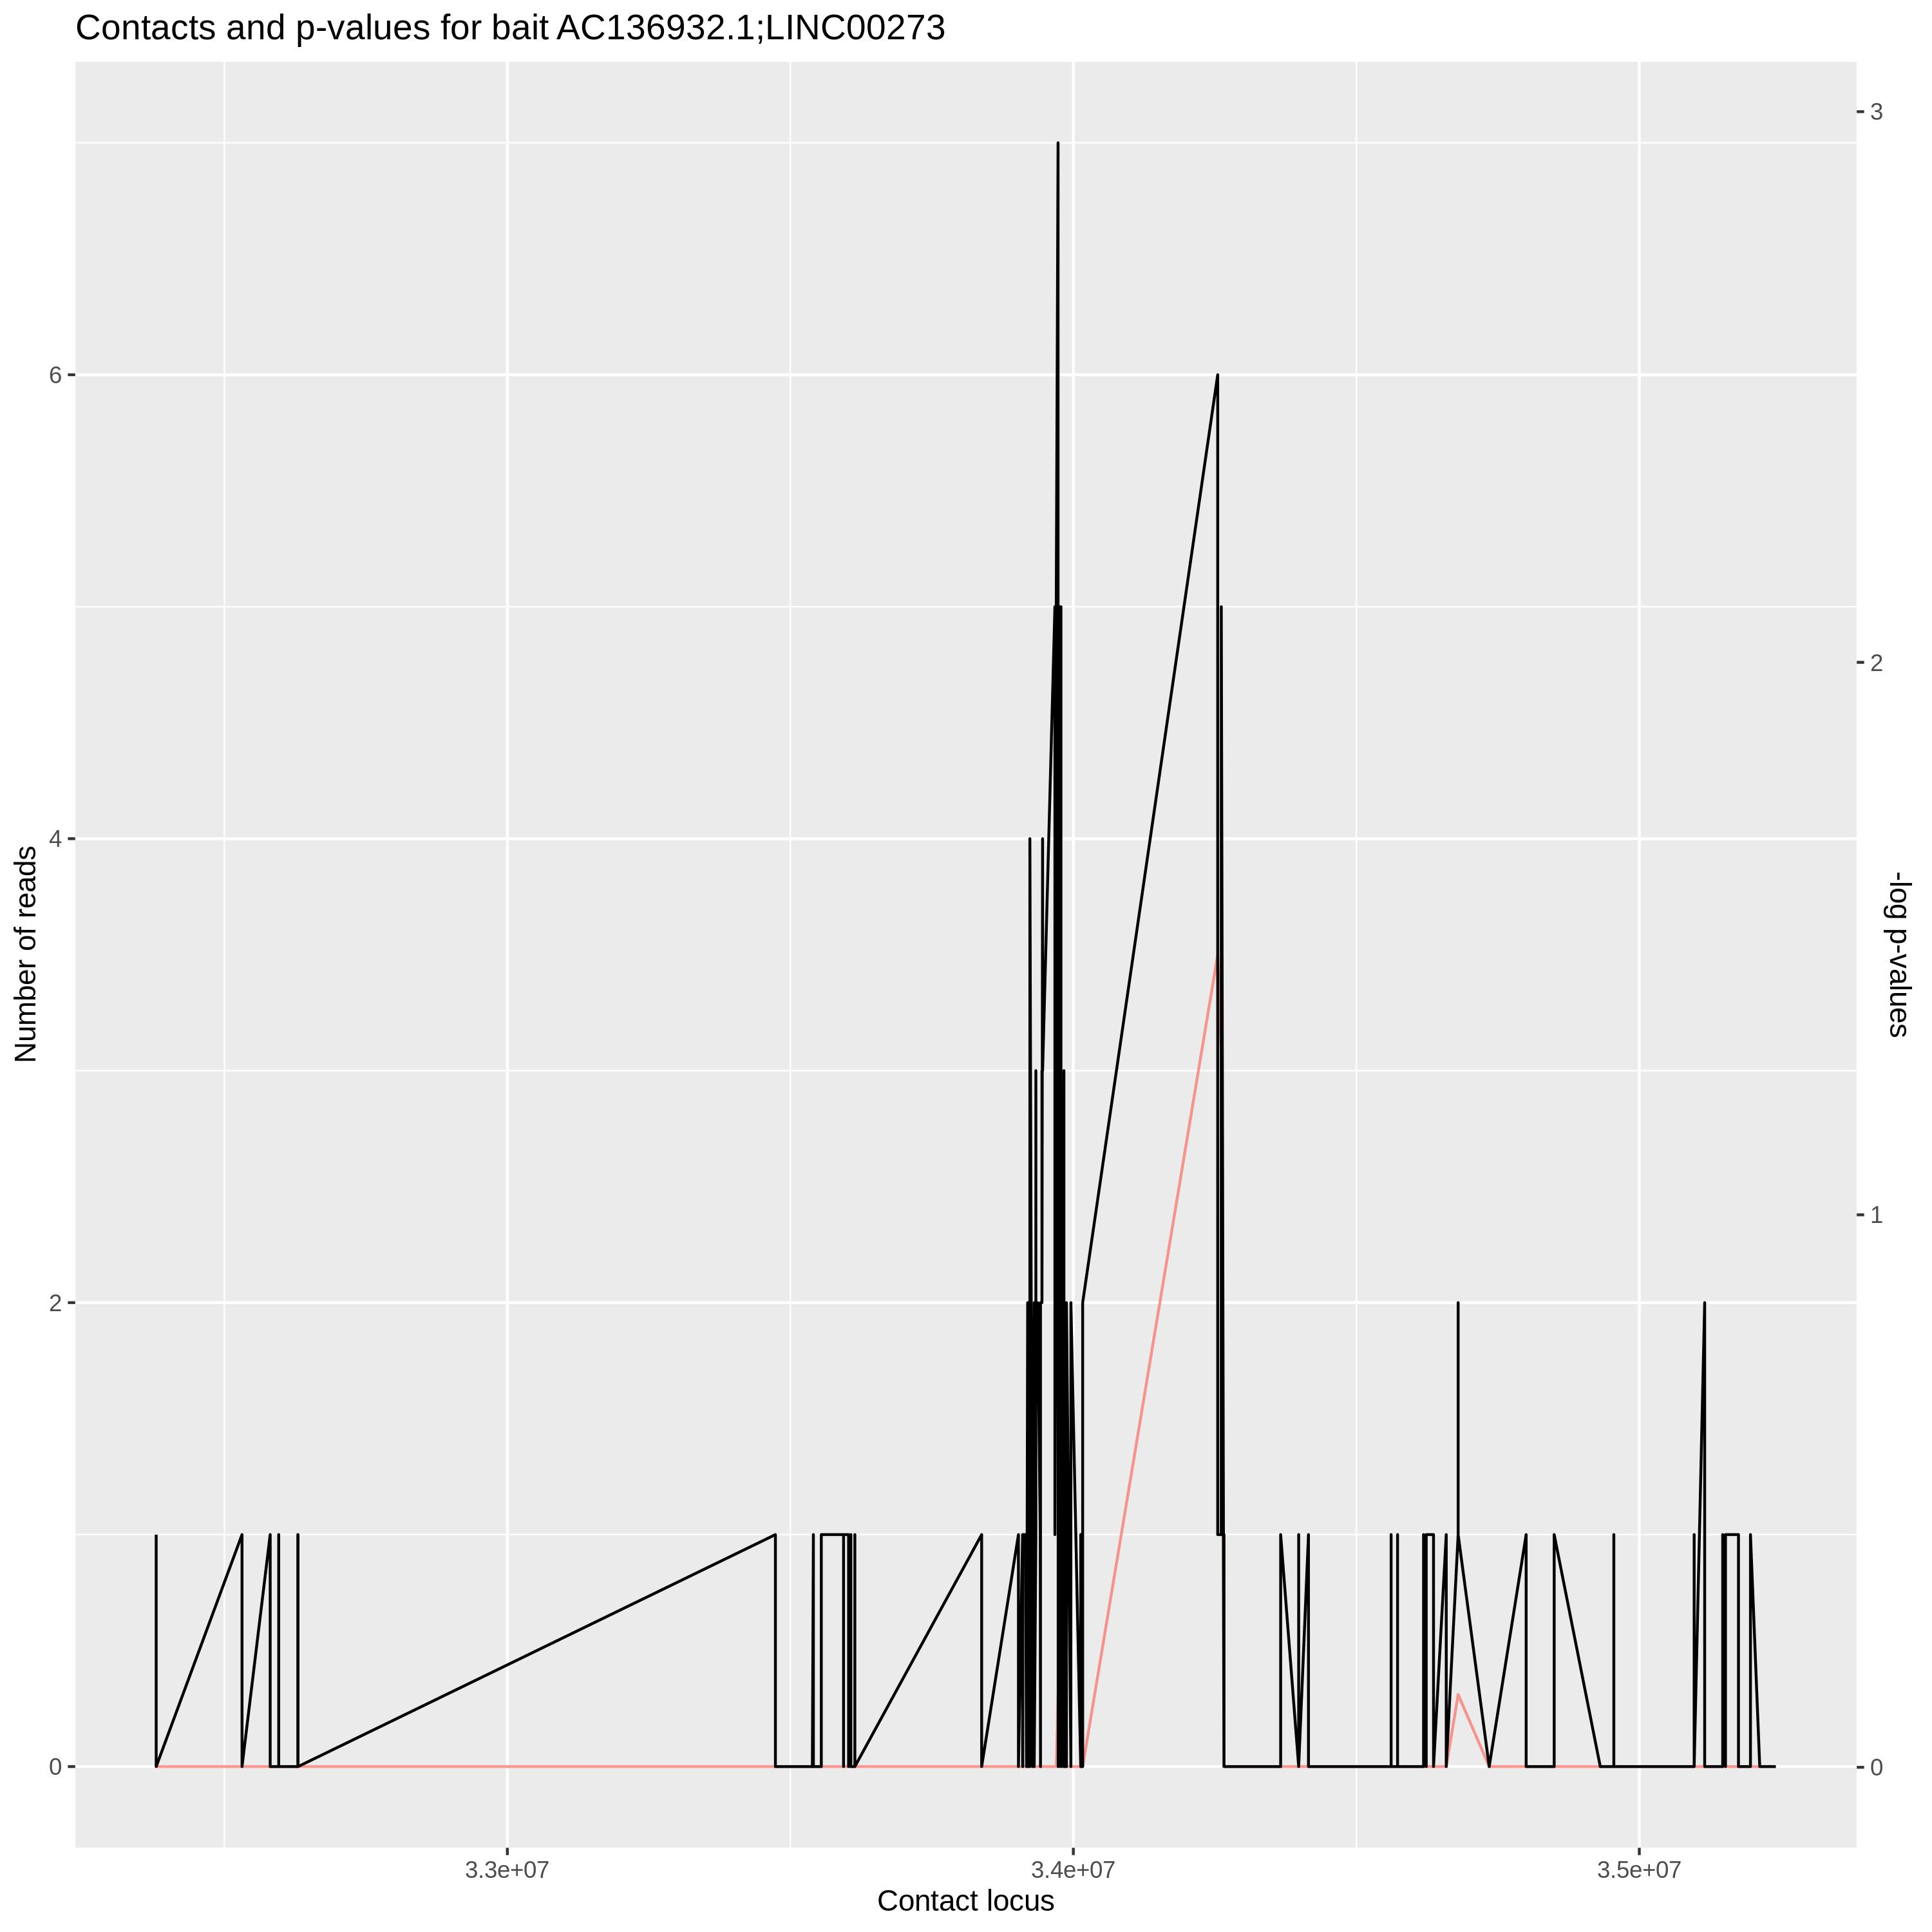 Contacts and p-values for bait AC136932.1;LINC00273
3
6
2
4
Number of reads
-log p-values
1
2
0
0
3.3e+07
3.4e+07
3.5e+07
Contact locus